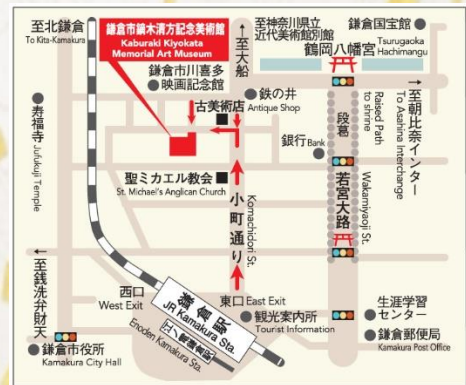 至北鎌倉
To Kita-Kamakura
鎌倉市鏑木清方記念美術館
Kaburaki Kiyokata
Memorial Art Museum
至大船
至神奈川県立
近代美術館別館
鎌倉国宝館
鶴岡八幡宮
Tsurugaoka
Hachimangu
鎌倉市川喜多
映画記念館
鉄の井
古美術店
Antique Shop
寿福寺
Jufukuji Temple
銀行 Bank
段葛
Raised Path
to shrine
至朝比奈インター
To Asahina Interchange
聖ミカエル教会
St. Michael's Anglican Church
小町通り
Komachidori St.
若宮大路
Wakamiyaoji St.
至銭洗弁財天
西口
West Exit
鎌倉駅
JR Kamakura Sta.
江ノ電鎌倉駅
Enoden Kamakura Sta.
東口 East Exit
観光案内所
Tourist Information
生涯学習
センター
鎌倉郵便局
Kamakura Post Office
鎌倉市役所
Kamakura City Hall